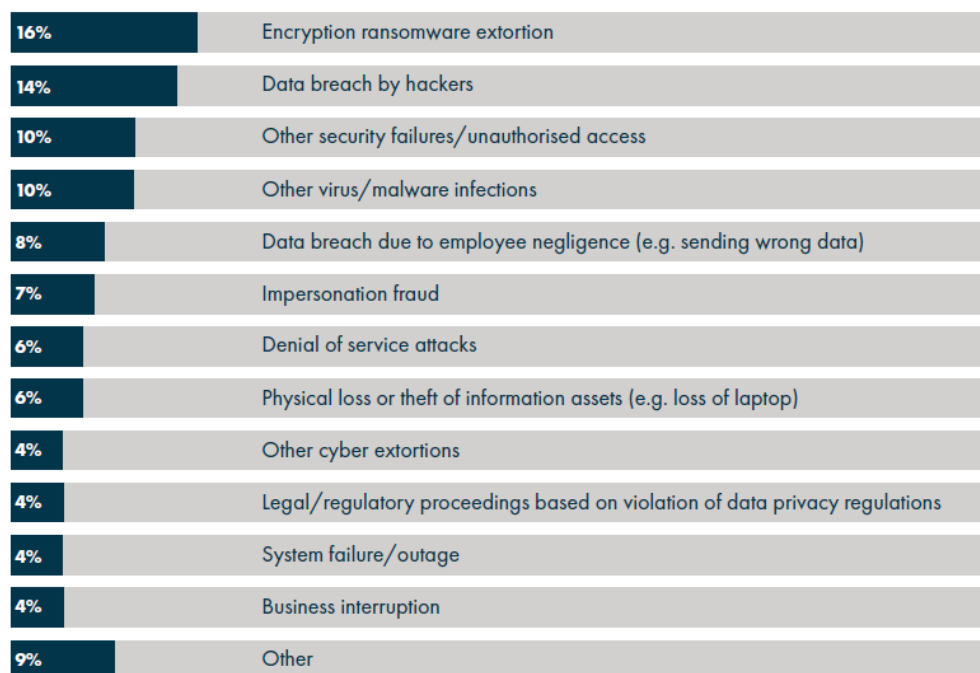 16% Encryption ransomware extortion
14% Data breach by hackers
10% Other security failures/unauthorised access
10% Other virus/malware infections
8% Data breach due to employee negligence (e.g. sending wrong data)
7% Impersonation fraud
6% Denial of service attacks
6% Physical loss or theft of information assets (e.g. loss of laptop)
4% Other cyber extortions
4% Legal/regulatory proceedings based on violation of data privacy regulations
4% System failure/outage
4% Business interruption
9% Other